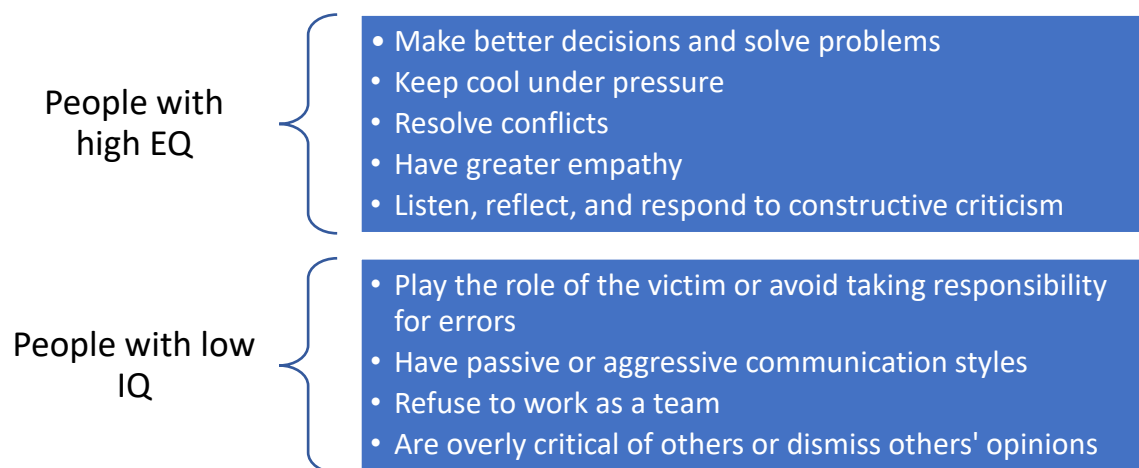 People with
high EQ
• Make better decisions and solve problems
• Keep cool under pressure
• Resolve conflicts
• Have greater empathy
• Listen, reflect, and respond to constructive criticism
People with low
IQ
• Play the role of the victim or avoid taking responsibility
for errors
• Have passive or aggressive communication styles
• Refuse to work as a team
• Are overly critical of others or dismiss others' opinions